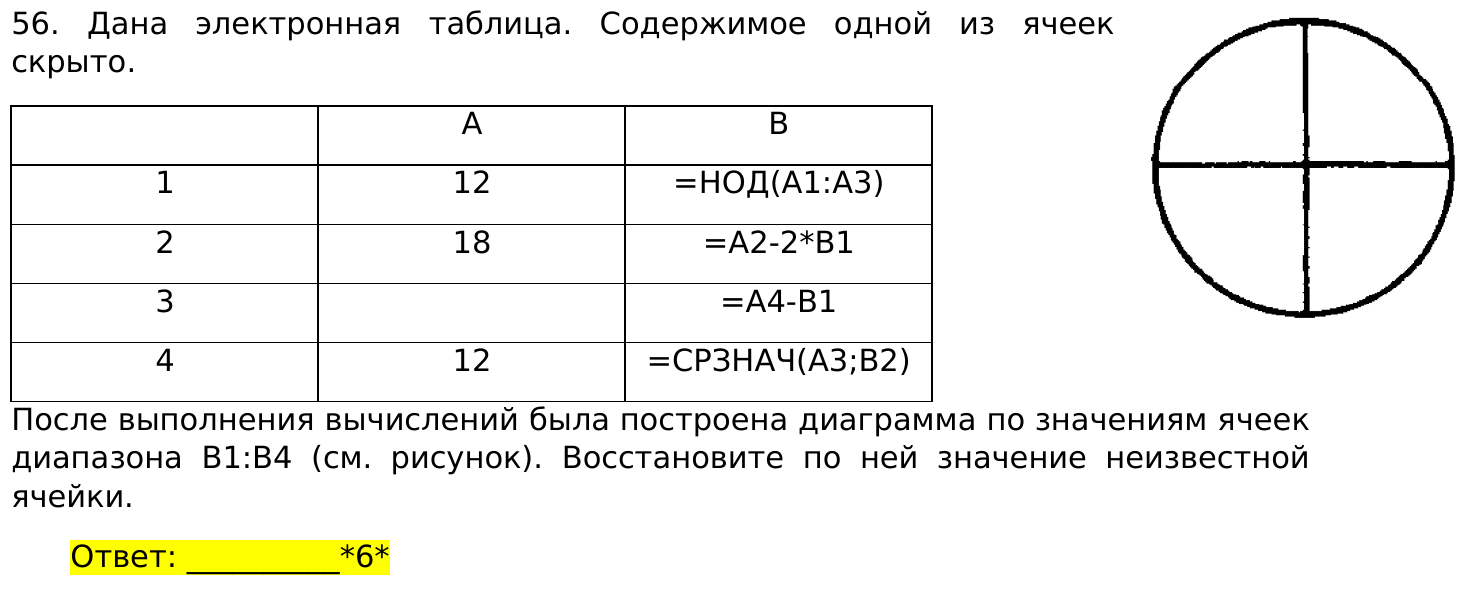 56. Дана электронная таблица. Содержимое одной из ячеек
скрыто.
A B
1 12 =НОД(A1:A3)
2 18 =A2-2*B1
3 =A4-B1
4 12 =СРЗНАЧ(A3;B2)
После выполнения вычислений была построена диаграмма по значениям ячеек
диапазона B1:B4 (см. рисунок). Восстановите по ней значение неизвестной
ячейки.
Ответ: __________*6*